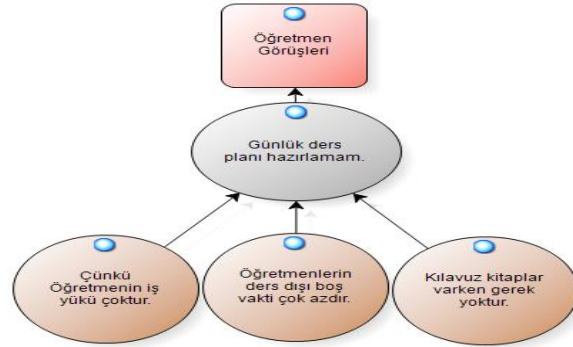 Öğretmen
Görüşleri
Günlük ders
planı hazırlamam.
Çünkü
Öğretmenin iş
yükü çoktur.
Öğretmenlerin
ders dışı boş
vakti çok azdır.
Kılavuz kitaplar
varken gerek
yoktur.